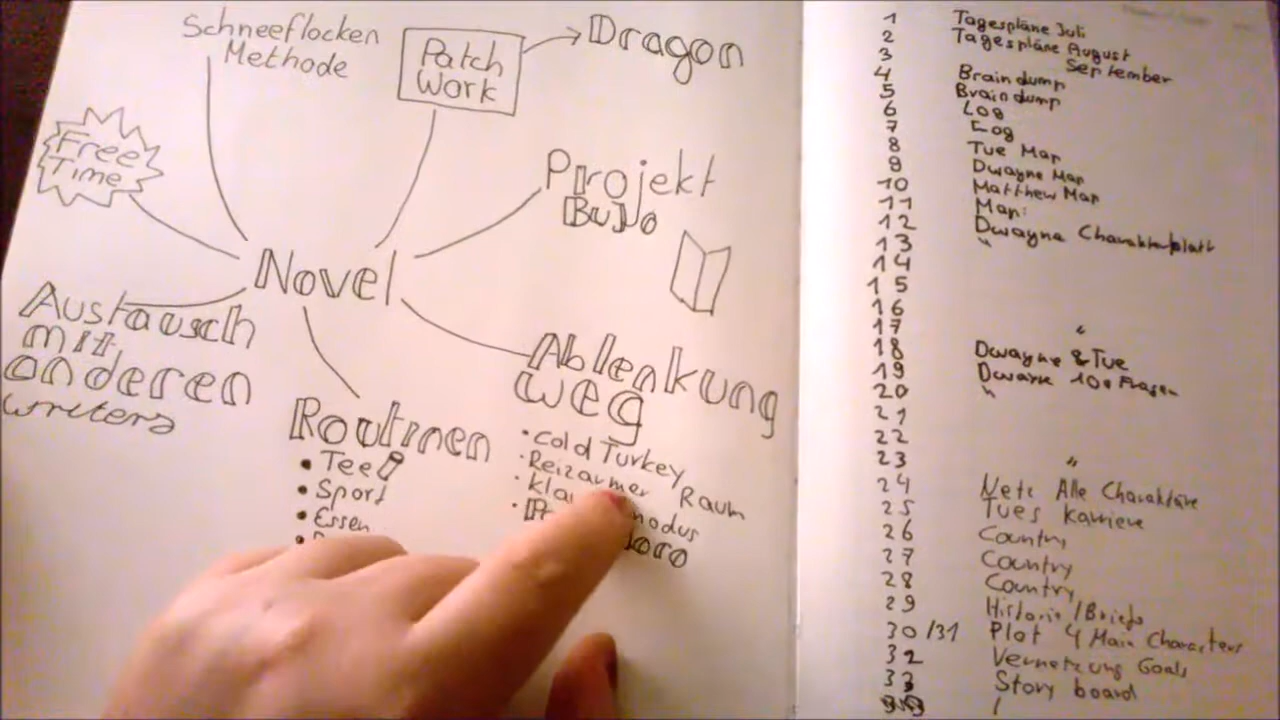 Schneeflocken
Methode
Patch
Work
Dragon
Free
Time
Projekt
BuJo
Novel
Austausch
mit
anderen
writers
Routinen
• Tee
• Sport
• Essen
Ablenkung
weg
• Cold Turkey
• Reizarmer Raum
1 Tagespläne Juli
2 Tagespläne August
3 September
4 Braindump
5 Braindump
6 Log
7 Log
8 Tue Map
9 Dwayne Map
10 Matthew Map
11 Map:
12 Dwayne Charakterblatt
13 "
14
15
16
17 "
18 Dwayne & Tue
19 100 Fragen
20 "
21
22
23 "
24 Alle Charaktäre
25 Tues Karriere
26 Country
27 Country
28 Country
29 Historie/Briefe
30/31 Plot 4 Main Characters
32 Vernetzung Goals
33 Story board